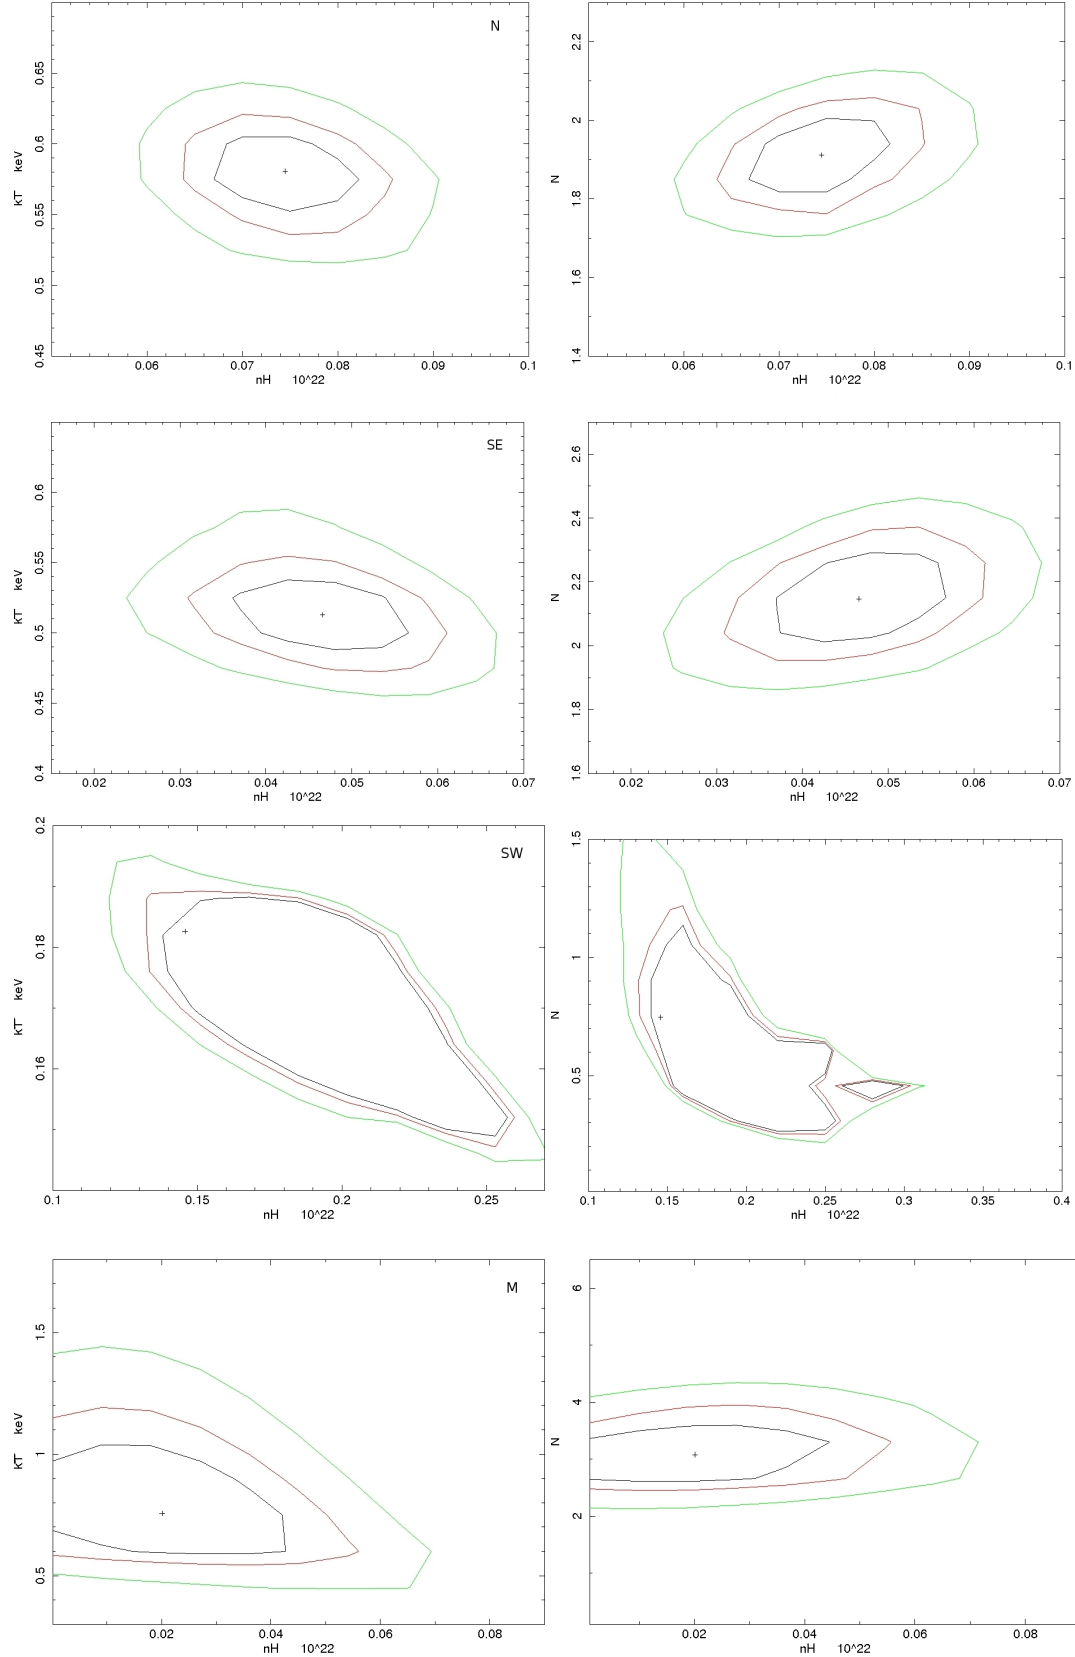 N
0.65
0.6
0.55
0.5
0.45
kT keV
0.06 0.07 0.08 0.09 0.1
nH 10^22
2.2
2
1.8
1.6
1.4
N
0.06 0.07 0.08 0.09 0.1
nH 10^22
SE
0.6
0.55
0.5
0.45
0.4
kT keV
0.02 0.03 0.04 0.05 0.06 0.07
nH 10^22
2.6
2.4
2.2
2
1.8
1.6
N
0.02 0.03 0.04 0.05 0.06 0.07
nH 10^22
SW
0.2
0.18
0.16
kT keV
0.1 0.15 0.2 0.25
nH 10^22
1.5
1
0.5
N
0.1 0.15 0.2 0.25 0.3 0.35 0.4
nH 10^22
M
1.5
1
0.5
kT keV
0.02 0.04 0.06 0.08
nH 10^22
6
4
2
N
0.02 0.04 0.06 0.08
nH 10^22